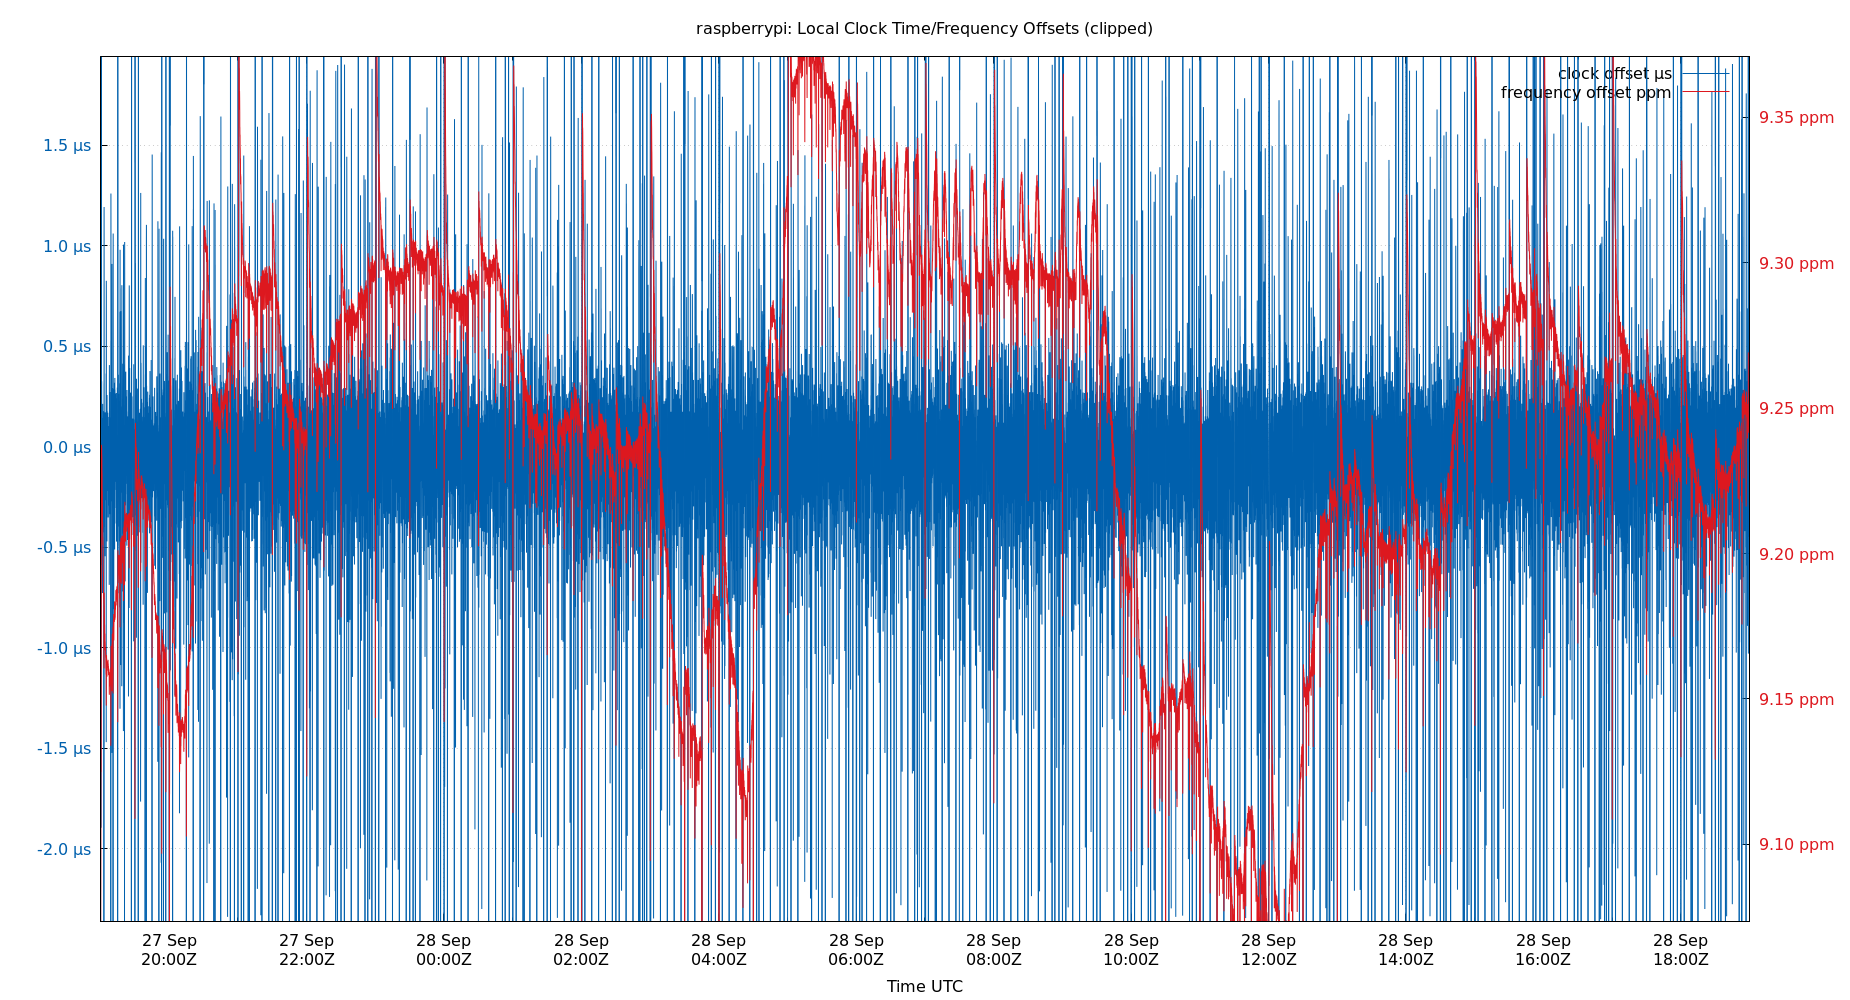 raspberrypi: Local Clock Time/Frequency Offsets (clipped)
clock offset µs
frequency offset ppm
1.5 µs
1.0 µs
0.5 µs
0.0 µs
-0.5 µs
-1.0 µs
-1.5 µs
-2.0 µs
9.35 ppm
9.30 ppm
9.25 ppm
9.20 ppm
9.15 ppm
9.10 ppm
27 Sep 27 Sep 28 Sep 28 Sep 28 Sep 28 Sep 28 Sep 28 Sep 28 Sep 28 Sep 28 Sep 28 Sep
20:00Z 22:00Z 00:00Z 02:00Z 04:00Z 06:00Z 08:00Z 10:00Z 12:00Z 14:00Z 16:00Z 18:00Z
Time UTC